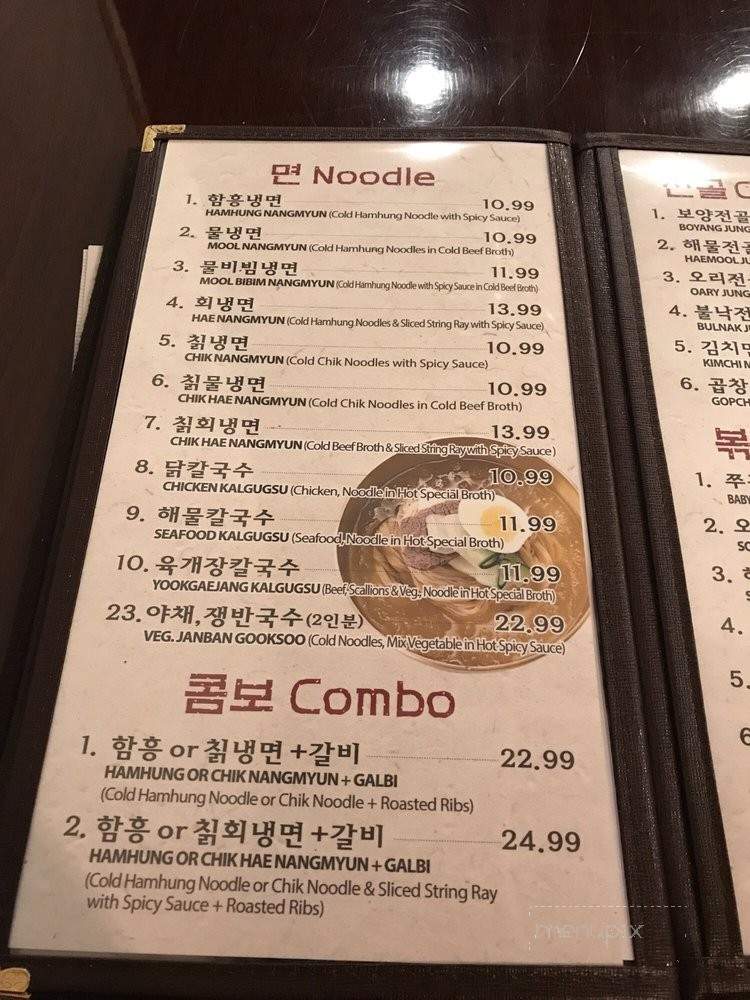 면 Noodle
1. 함흥냉면 10.99
HAMHUNG NANGMYUN (Cold Hamhung Noodle with Spicy Sauce)
2. 물냉면 10.99
MOOL NANGMYUN (Cold Hamhung Noodles in Cold Beef Broth)
3. 물비빔냉면 11.99
MOOL BIBIM NANGMYUN (Cold Hamhung Noodle with Spicy Sauce in Cold Beef Broth)
4. 회냉면 13.99
HAE NANGMYUN (Cold Hamhung Noodles & Sliced String Ray with Spicy Sauce)
5. 칡냉면 10.99
CHIK NANGMYUN (Cold Chik Noodles with Spicy Sauce)
6. 칡물냉면 10.99
CHIK HAE NANGMYUN (Cold Chik Noodles in Cold Beef Broth)
7. 칡회냉면 13.99
CHIK HAE NANGMYUN (Cold Beef Broth & Sliced String Ray with Spicy Sauce)
8. 닭칼국수 10.99
CHICKEN KALGUGSU (Chicken, Noodle in Hot Special Broth)
9. 해물칼국수 11.99
SEAFOOD KALGUGSU (Seafood, Noodle in Hot Special Broth)
10. 육개장칼국수 11.99
YOOKGAEJANG KALGUGSU (Beef, Scallions & Veg., Noodle in Hot Special Broth)
23. 야채,쟁반국수 (2인분) 22.99
VEG. JANBAN GOOKSOO (Cold Noodles, Mix Vegetable in Hot Spicy Sauce)
콤보 Combo
1. 함흥 or 칡냉면 +갈비 22.99
HAMHUNG OR CHIK NANGMYUN + GALBI
(Cold Hamhung Noodle or Chik Noodle + Roasted Ribs)
2. 함흥 or 칡회냉면 +갈비 24.99
HAMHUNG OR CHIK HAE NANGMYUN + GALBI
(Cold Hamhung Noodle or Chik Noodle & Sliced String Ray
with Spicy Sauce + Roasted Ribs)
1. 보양전골
BOYANG JUNG
2. 해물전골
HAEMOOL JU
3. 오리전
OARY JUNG
4. 불낙전
BULNAK J
5. 김치만
KIMCHI M
6. 곱창
GOPCH
볶
1. 쭈
BABY
2. 오
3.
4.
5.
menupix